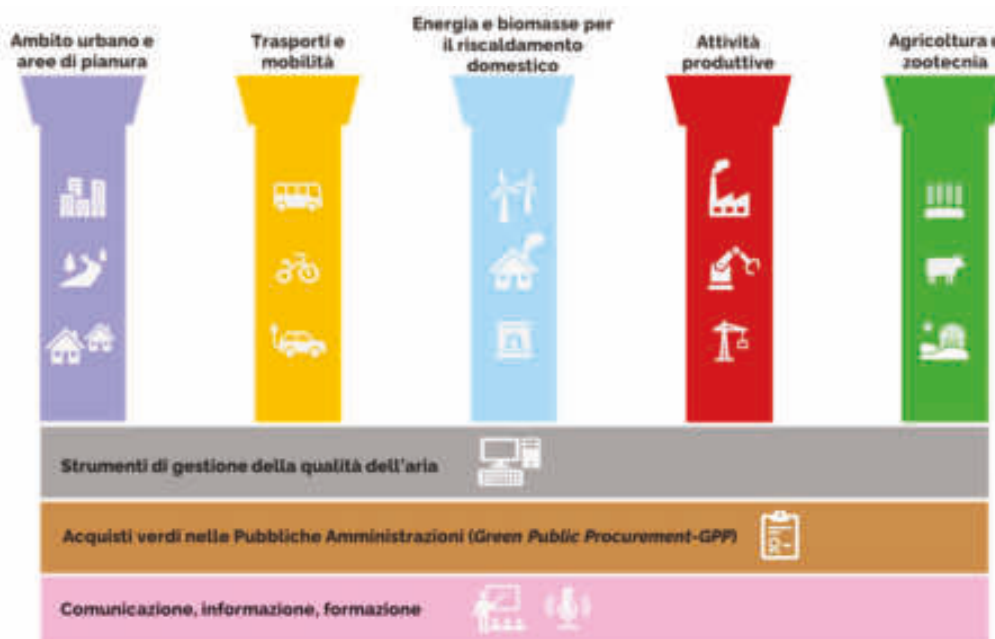 Ambito urbano e
aree di pianura
Trasporti e
mobilità
Energia e biomasse per
il riscaldamento
domestico
Attività
produttive
Agricoltura e
zootecnia
Strumenti di gestione della qualità dell'aria
Acquisti verdi nelle Pubbliche Amministrazioni (Green Public Procurement-GPP)
Comunicazione, informazione, formazione